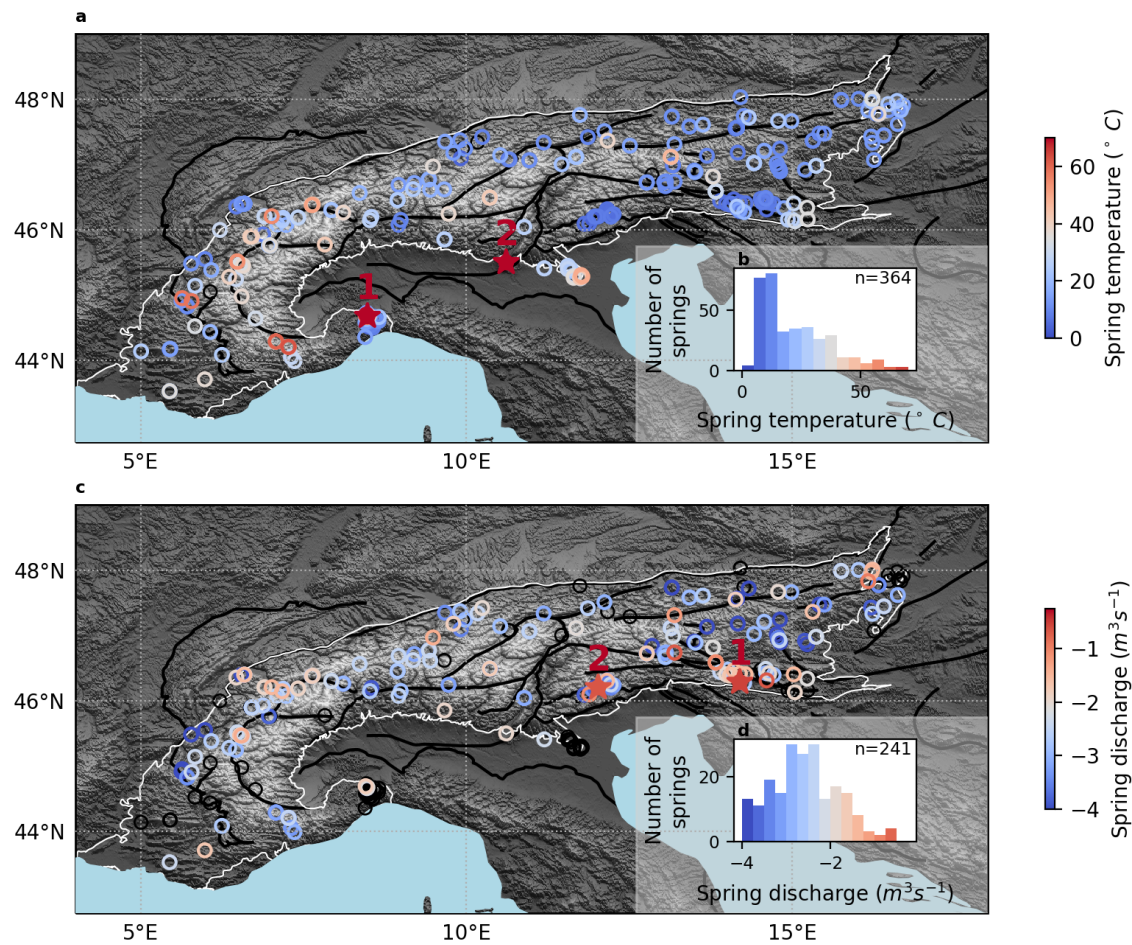 a
48°N
46°N
44°N
5°E
10°E
15°E
1
2
b
n=364
Number of
springs
50
0
0
50
Spring temperature (° C)
60
40
20
0
Spring temperature (° C)
c
48°N
46°N
44°N
5°E
10°E
15°E
2
1
d
n=241
Number of
springs
20
0
−4
−2
Spring discharge (m³s⁻¹)
−1
−2
−3
−4
Spring discharge (m³s⁻¹)